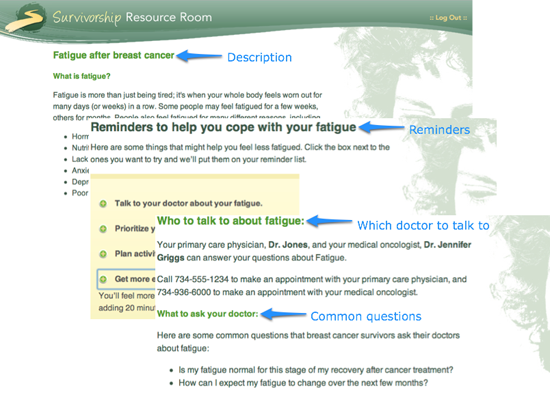 Survivorship Resource Room
:: Log Out ::
Fatigue after breast cancer
Description
What is fatigue?
Fatigue is more than just being tired; it's when your whole body feels worn out for
many days (or weeks) in a row. Some people may feel fatigued for a few weeks,
others for months. People also feel fatigued for many different reasons, including
Reminders to help you cope with your fatigue
Reminders
• Horm
• Nutri
• Lack
• Anxie
• Depr
• Poor
Here are some things that might help you feel less fatigued. Click the box next to the
ones you want to try and we'll put them on your reminder list.
Talk to your doctor about your fatigue.
Prioritize y
Plan activi
Get more e
You'll feel more
adding 20 minut
Who to talk to about fatigue:
Which doctor to talk to
Your primary care physician, Dr. Jones, and your medical oncologist, Dr. Jennifer
Griggs can answer your questions about Fatigue.
Call 734-555-1234 to make an appointment with your primary care physician, and
734-936-6000 to make an appointment with your medical oncologist.
What to ask your doctor:
Common questions
Here are some common questions that breast cancer survivors ask their doctors
about fatigue:
• Is my fatigue normal for this stage of my recovery after cancer treatment?
• How can I expect my fatigue to change over the next few months?